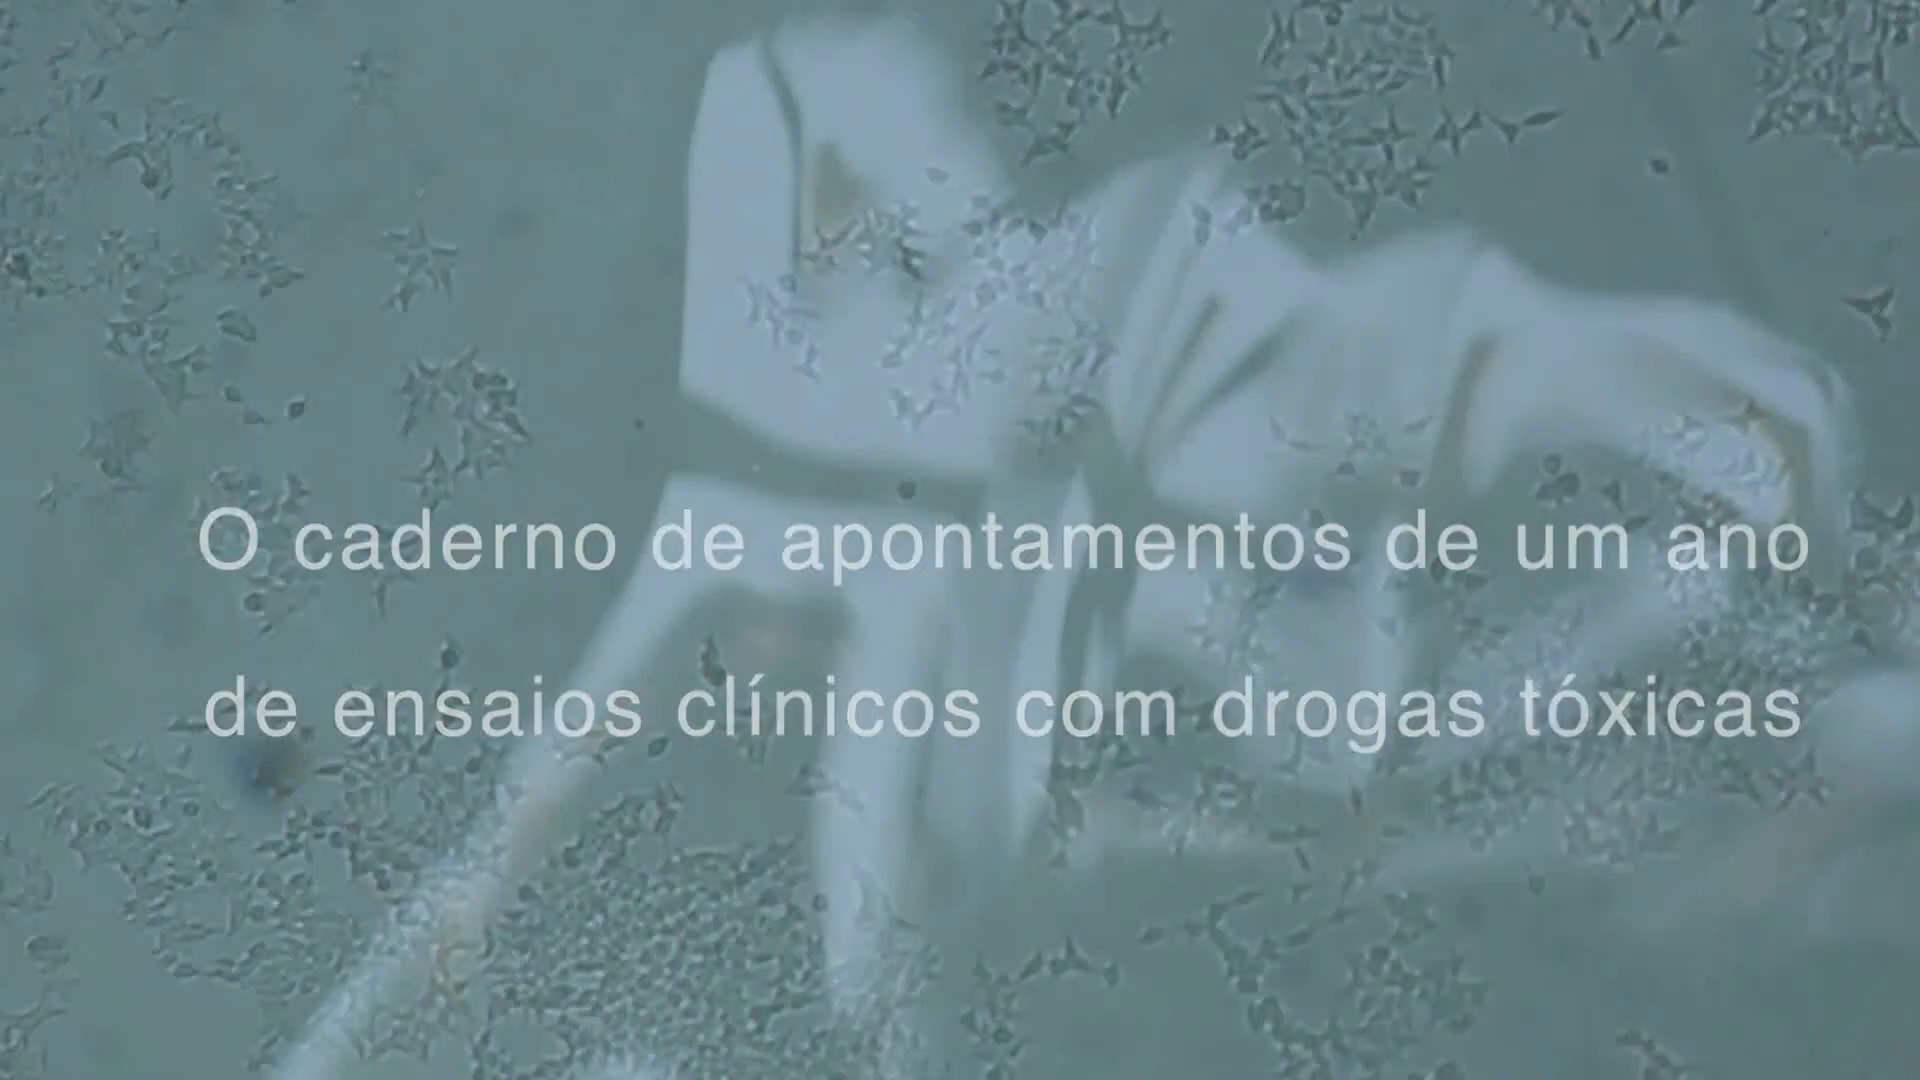 O caderno de apontamentos de um ano
de ensaios clínicos com drogas tóxicas